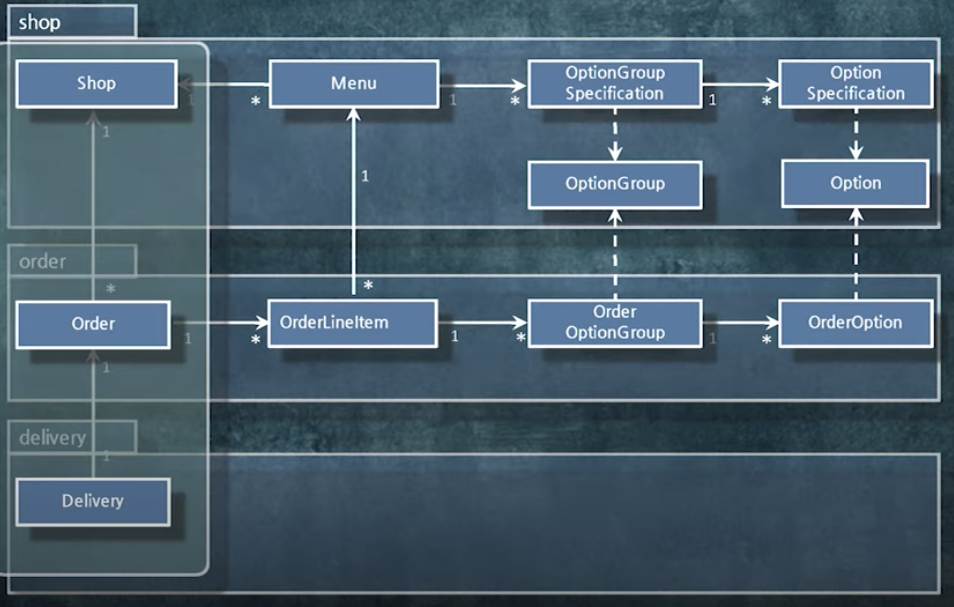 shop
Shop
Menu
OptionGroup
Specification
Option
Specification
1
*
1
*
1
*
1
OptionGroup
Option
1
order
*
*
Order
OrderLineItem
Order
OptionGroup
OrderOption
1
*
1
*
1
*
1
delivery
1
Delivery